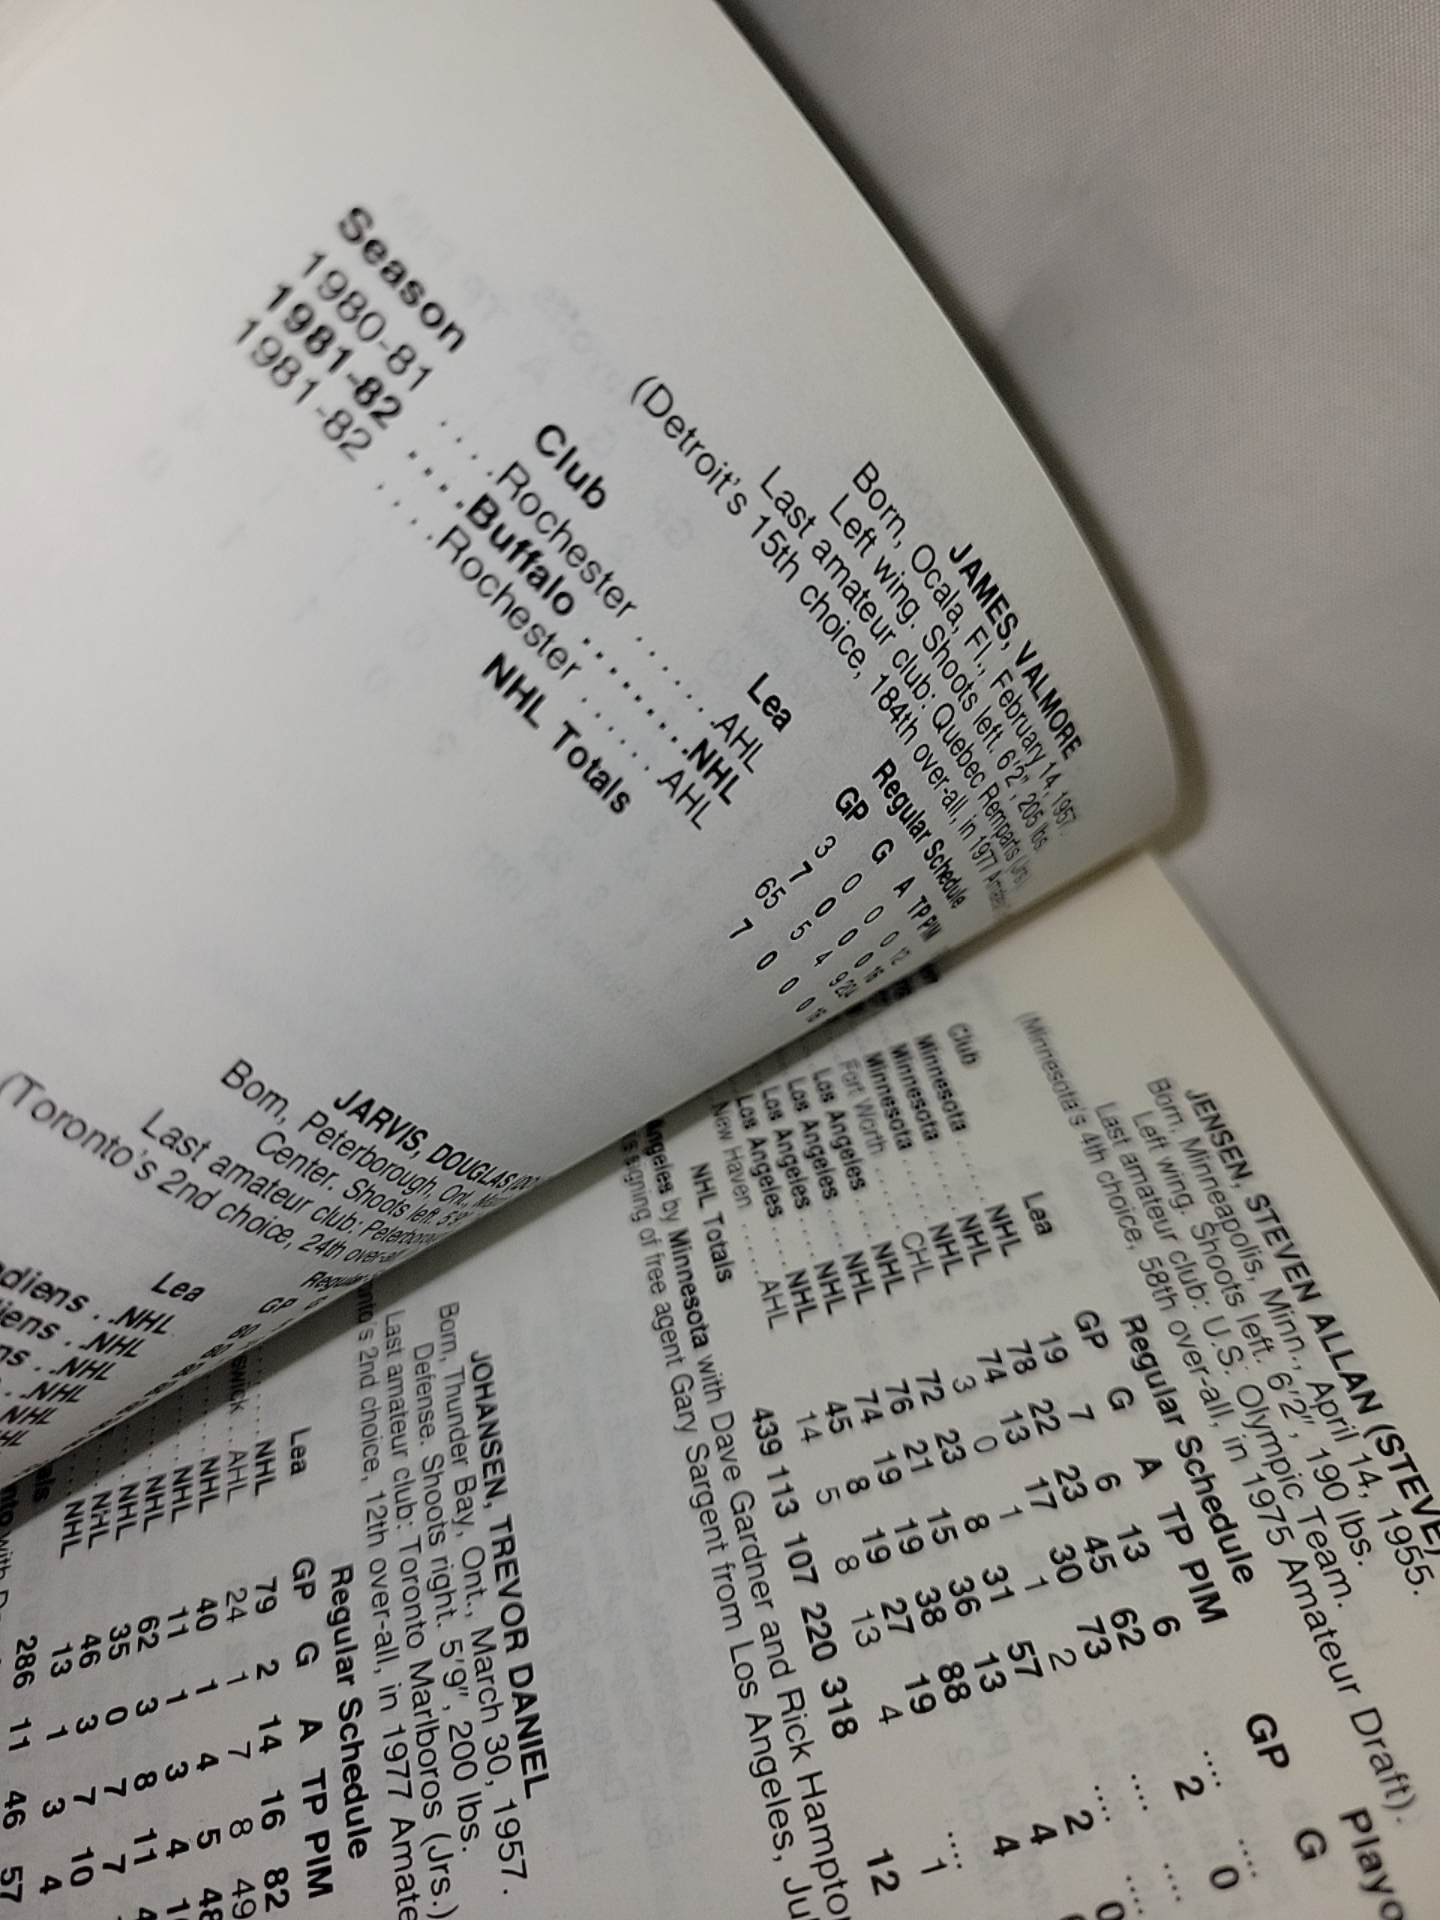 JAMES, VALMORE
Born, Ocala, Fl., February 14, 1957.
Left wing. Shoots left. 6'2", 205 lbs.
Last amateur club: Quebec Remparts (Jrs.)
(Detroit's 15th choice, 184th over-all, in 1977
Regular Schedule
Season Club Lea GP G A TP PIM
1980-81 ....Rochester ......AHL 3 0 0 0 12
1981-82 ....Buffalo ........NHL 7 0 0 0 16
1981-82 ....Rochester ......AHL 65 5 4 9 204
NHL Totals 7 0 0 0 16
JARVIS, DOUGLAS
Born, Peterborough, Ont.,
Center. Shoots left. 5'9"
Last amateur club:
(Toronto's 2nd choice, 24th over-all,
Lea GP G
..NHL 80
..NHL 80
..NHL
..NHL
NHL
JENSEN, STEVEN ALLAN (STEVE)
Born, Minneapolis, Minn., April 14, 1955.
Left wing. Shoots left. 6'2", 190 lbs.
Last amateur club: U.S. Olympic Team.
(Minnesota's 4th choice, 58th over-all, in 1975 Amateur Draft).
Regular Schedule
Club Lea GP G A TP PIM GP G
Minnesota NHL 19 7 6 13 6
Minnesota NHL 78 22 23 45 62 2 0
Minnesota NHL 74 13 17 30 73
Fort Worth CHL 3 0 1 1 2
Los Angeles NHL 72 23 8 31 57 2
Los Angeles NHL 76 21 15 36 13 4
Los Angeles NHL 74 19 19 38 88 4
Los Angeles NHL 45 8 19 27 19
New Haven AHL 14 5 8 13 4 1
NHL Totals 439 113 107 220 318 12
Angeles by Minnesota with Dave Gardner and Rick Hampton
signing of free agent Gary Sargent from Los Angeles,
JOHANSEN, TREVOR DANIEL
Born, Thunder Bay, Ont., March 30, 1957.
Defense. Shoots right. 5'9", 200 lbs.
Last amateur club: Toronto Marlboros (Jrs.)
2nd choice, 12th over-all, in 1977
Regular Schedule
Lea GP G A TP PIM
NHL 79 2 14 16 82
AHL 24 1 7 8 49
NHL 40 1 4 5 48
NHL 11 1 3 4
NHL 62 3 8 11
NHL 35 0 7 7
NHL 46 3 7 10
NHL 13 1 3 4
286 11 46 57